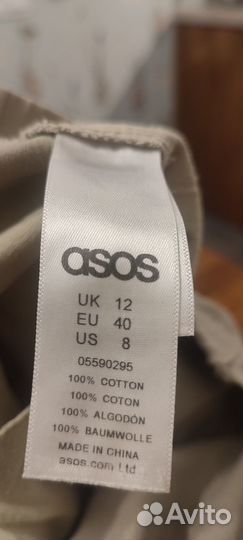 asos
UK 12
EU 40
US 8
05590295
100% COTTON
100% COTON
100% ALGODÓN
100% BAUMWOLLE
MADE IN CHINA
asos.com Ltd
Avito